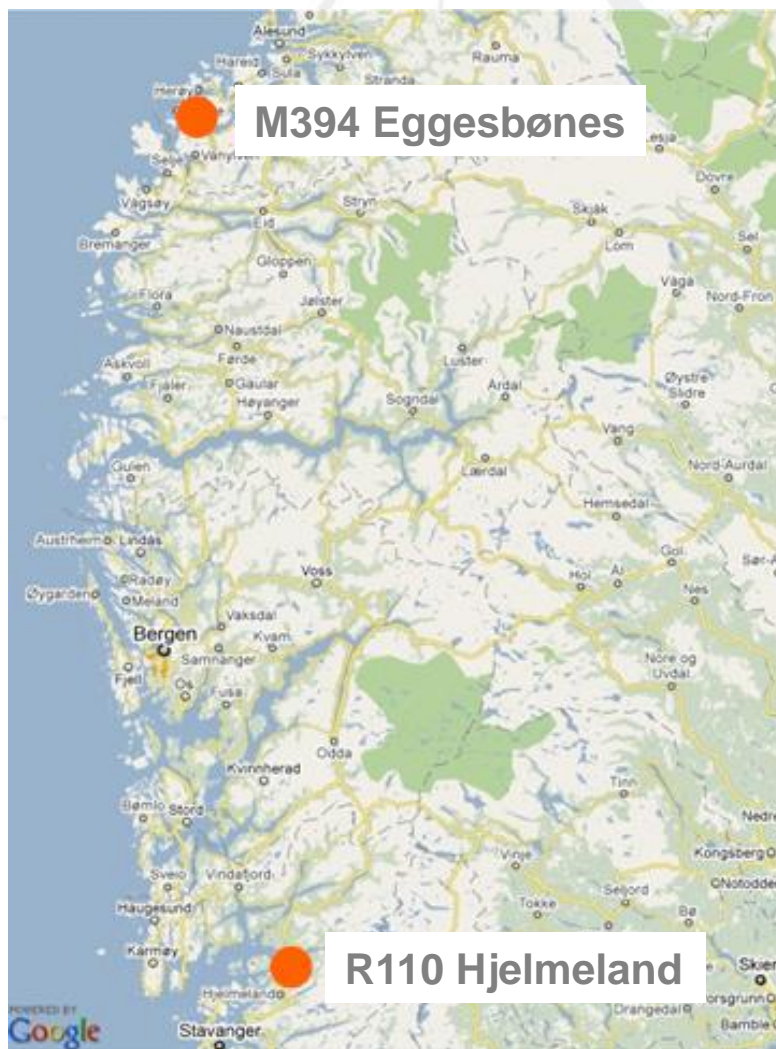 Ålesund
Hareid
Sykkylven
Rauma
Sula
Stranda
Herøy
M394 Eggesbønes
Lesja
Selje
Vanylven
Dovre
Vågsøy
Stryn
Skjåk
Eid
Lom
Sel
Bremanger
Gloppen
Vågå
Flora
Jølster
Nord-Fron
Naustdal
Askvoll
Førde
Luster
Fjaler
Gaular
Årdal
Øystre
Slidre
Høyanger
Sogndal
Vang
Gulen
Lærdal
Nord-Aurdal
Hemsedal
Austrheim
Lindås
Gol
Radøy
Voss
Hol
Ål
Øygarden
Meland
Nes
Vaksdal
Bergen
Kvam
Samnanger
Nore og
Uvdal
Fjell
Os
Fusa
Odda
Kvinnherad
Tinn
Bømlo
Stord
Kongsberg
Vinje
Sveio
Vindafjord
Notodden
Seljord
Tokke
Haugesund
Bø
Karmøy
R110 Hjelmeland
Skien
Hjelmeland
POWERED BY
Google
Drangedal
Stavanger
Bamble